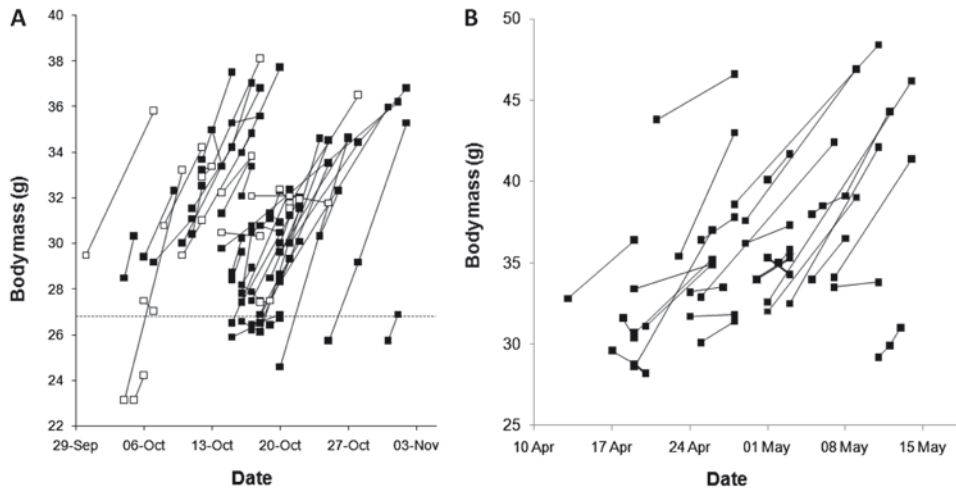 A
40
38
36
34
32
30
28
26
24
22
Bodymass (g)
29-Sep 06-Oct 13-Oct 20-Oct 27-Oct 03-Nov
Date
B
50
45
40
35
30
25
Bodymass (g)
10 Apr 17 Apr 24 Apr 01 May 08 May 15 May
Date